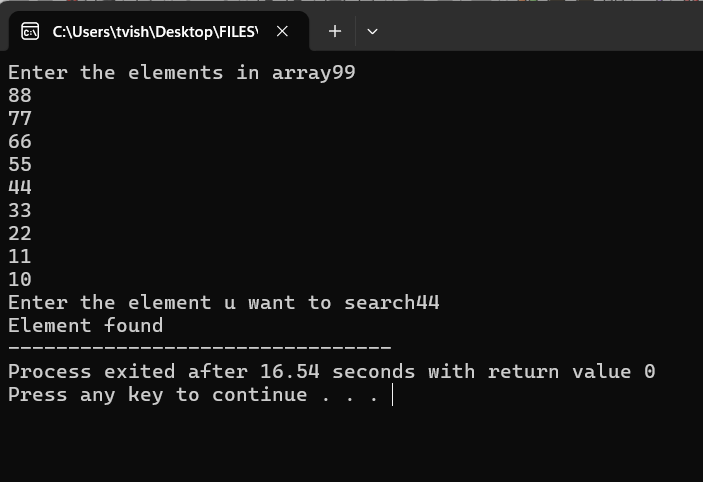 C:\Users\tvish\Desktop\FILES\
Enter the elements in array99
88
77
66
55
44
33
22
11
10
Enter the element u want to search44
Element found
--------------------------------
Process exited after 16.54 seconds with return value 0
Press any key to continue . . .